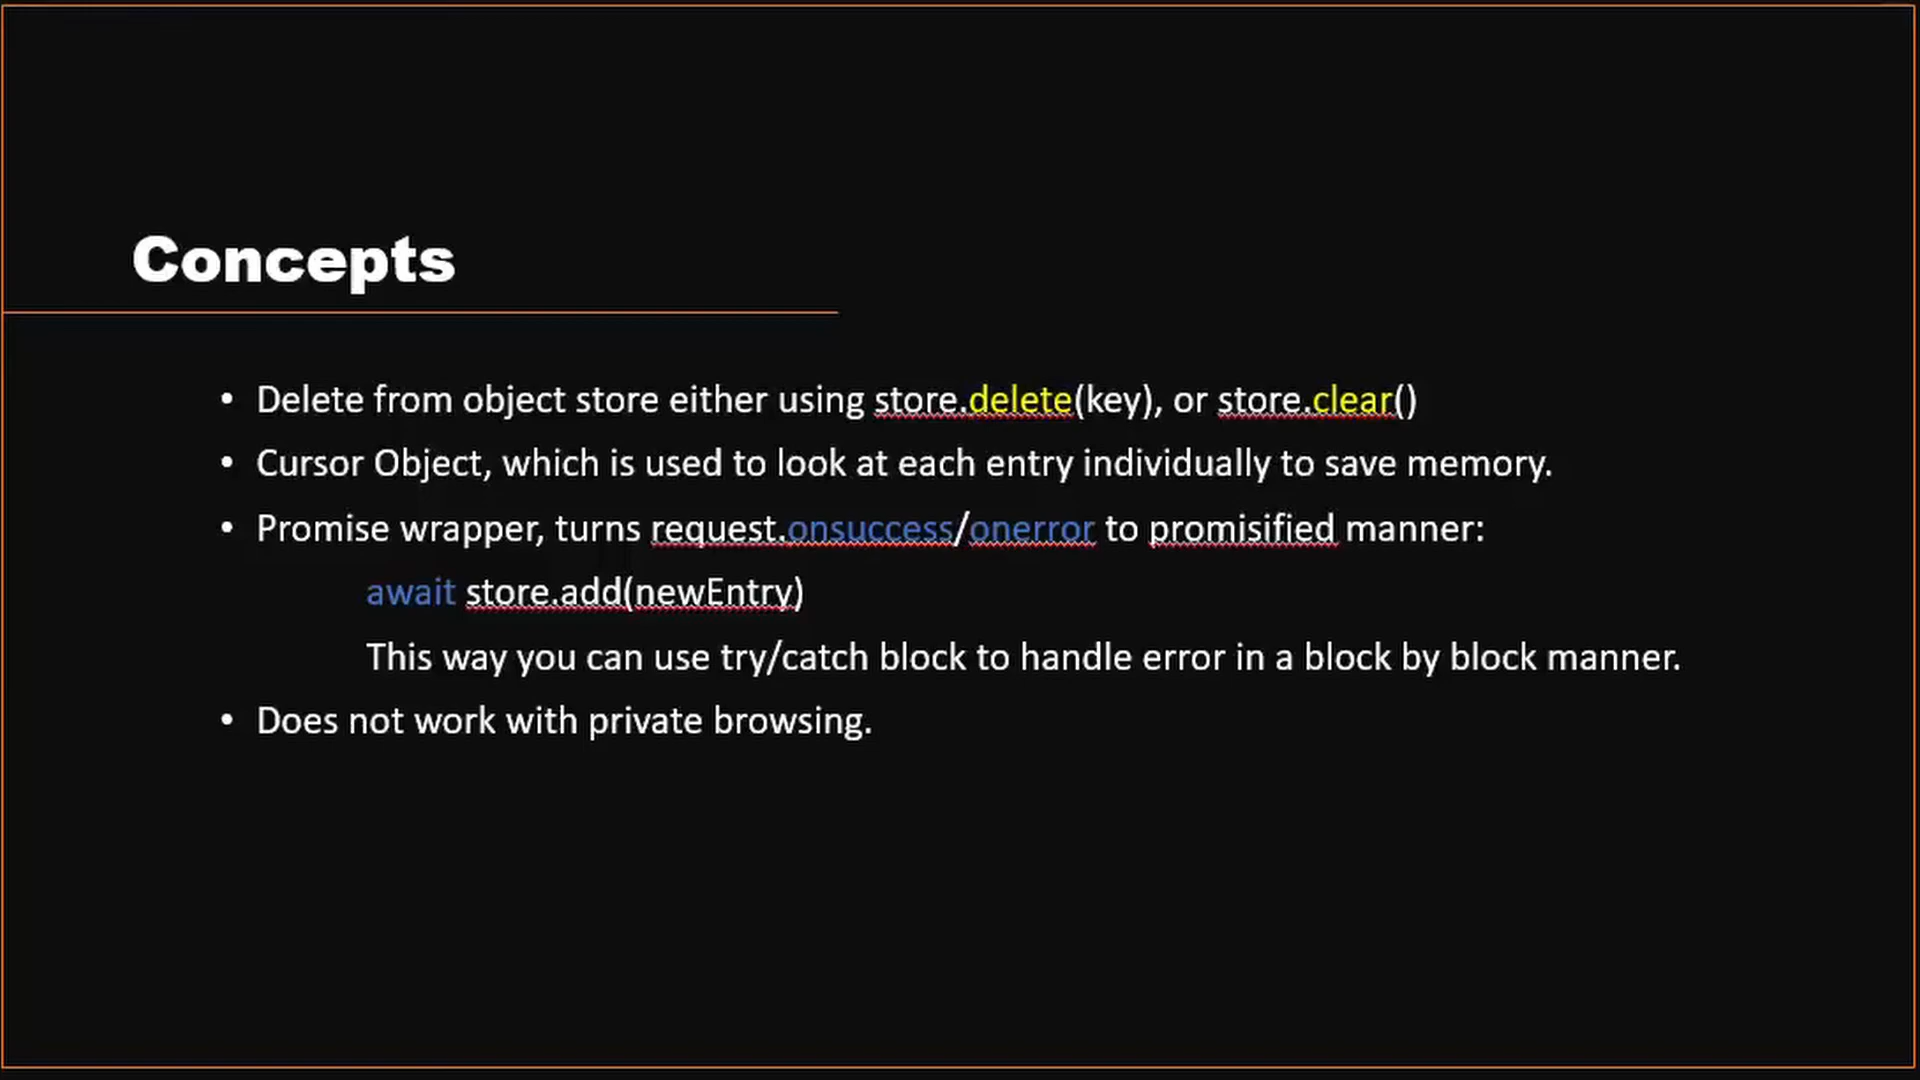 Concepts
• Delete from object store either using store.delete(key), or store.clear()
• Cursor Object, which is used to look at each entry individually to save memory.
• Promise wrapper, turns request.onsuccess/onerror to promisified manner:
await store.add(newEntry)
This way you can use try/catch block to handle error in a block by block manner.
• Does not work with private browsing.